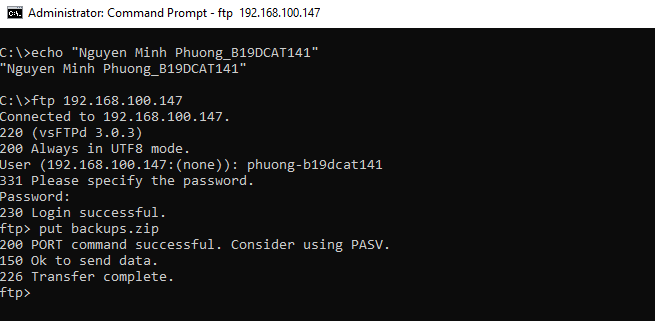 Administrator: Command Prompt - ftp  192.168.100.147
C:\>echo "Nguyen Minh Phuong_B19DCAT141"
"Nguyen Minh Phuong_B19DCAT141"
C:\>ftp 192.168.100.147
Connected to 192.168.100.147.
220 (vsFTPd 3.0.3)
200 Always in UTF8 mode.
User (192.168.100.147:(none)): phuong-b19dcat141
331 Please specify the password.
Password:
230 Login successful.
ftp> put backups.zip
200 PORT command successful. Consider using PASV.
150 Ok to send data.
226 Transfer complete.
ftp>